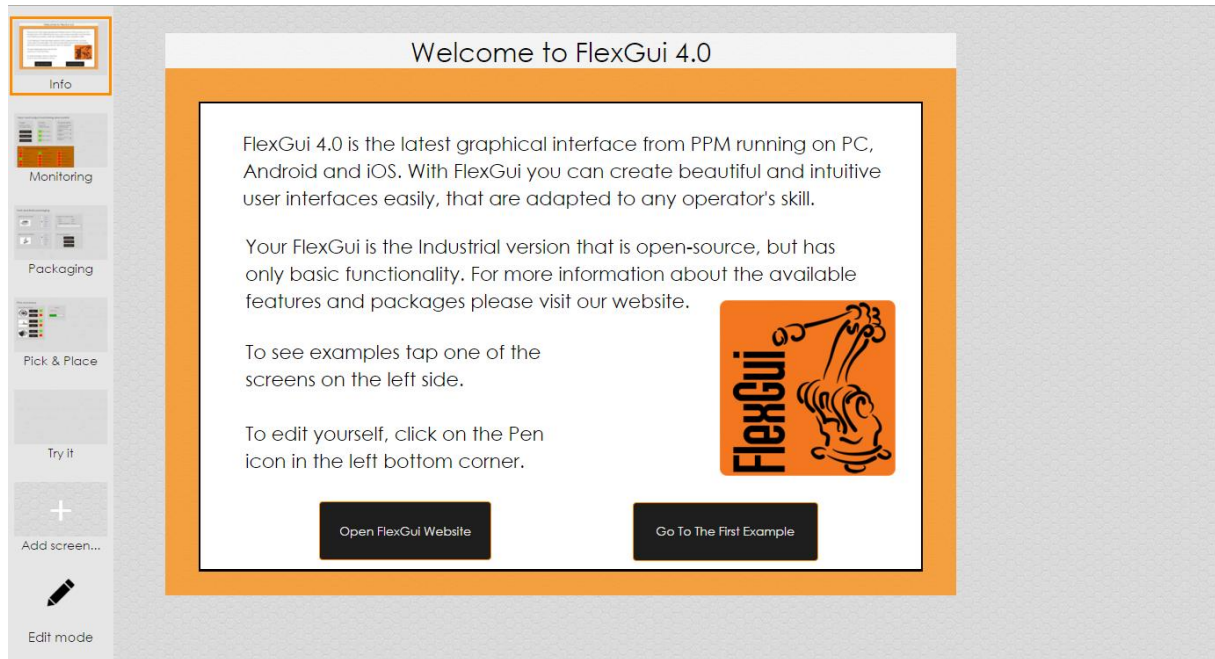 Info
Monitoring
Packaging
Pick & Place
Try it
Add screen...
Edit mode
Welcome to FlexGui 4.0
FlexGui 4.0 is the latest graphical interface from PPM running on PC,
Android and iOS. With FlexGui you can create beautiful and intuitive
user interfaces easily, that are adapted to any operator's skill.
Your FlexGui is the Industrial version that is open-source, but has
only basic functionality. For more information about the available
features and packages please visit our website.
To see examples tap one of the
screens on the left side.
To edit yourself, click on the Pen
icon in the left bottom corner.
FlexGui
Open FlexGui Website
Go To The First Example